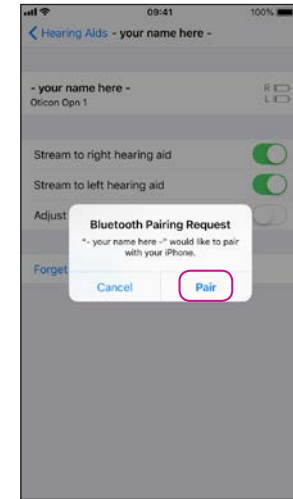 09:41
100%
Hearing Aids - your name here -
- your name here -
Oticon Opn 1
R
L
Stream to right hearing aid
Stream to left hearing aid
Adjust
Bluetooth Pairing Request
"- your name here -" would like to pair
with your iPhone.
Forget
Cancel
Pair